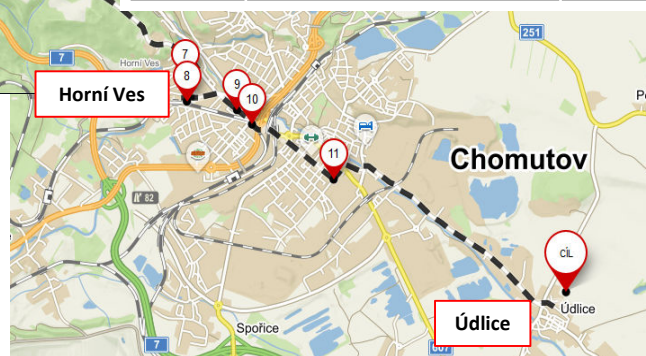 251
7
7
Horní Ves
8
Horní Ves
9
10
11
Chomutov
82
CÍL
Údlice
Údlice
Spořice
7
607